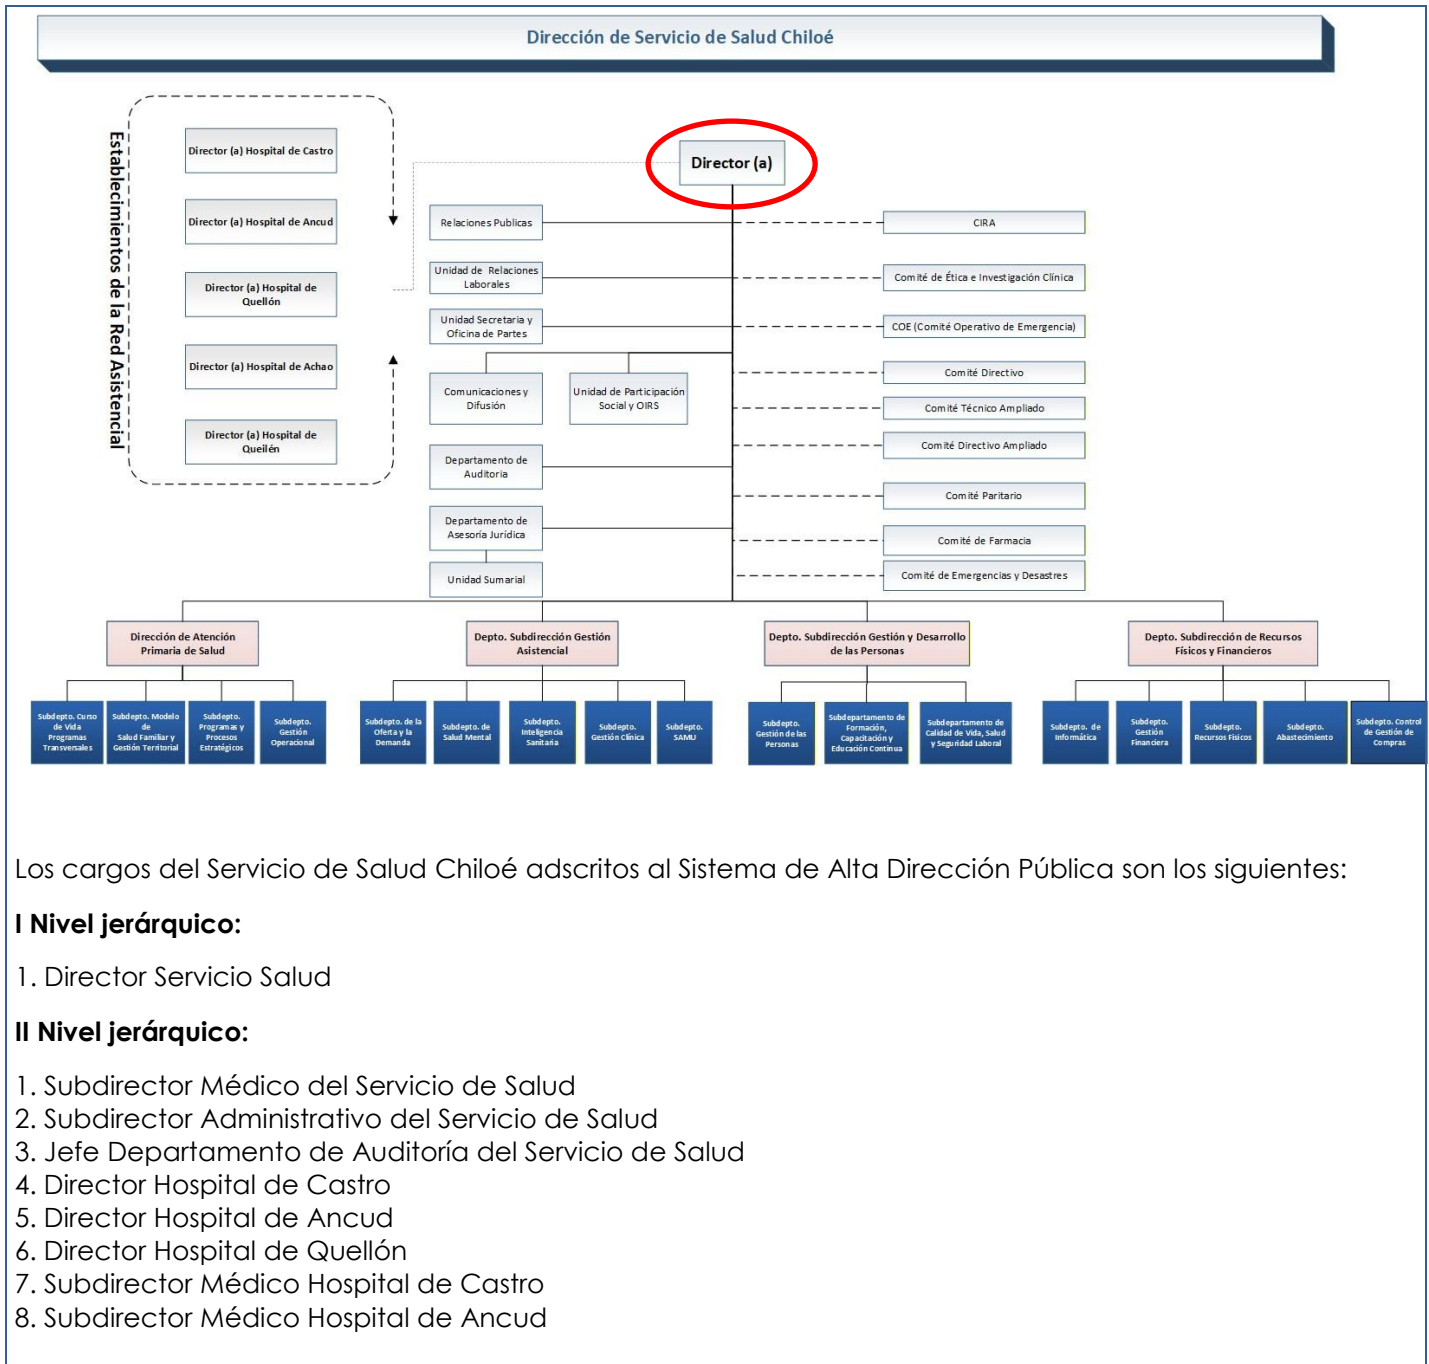 Dirección de Servicio de Salud Chiloé
Establecimientos de la Red Asistencial
Director (a) Hospital de Castro
Director (a) Hospital de Ancud
Director (a) Hospital de
Quellón
Director (a) Hospital de Achao
Director (a) Hospital de
Queilén
Director (a)
Relaciones Publicas
Unidad de Relaciones
Laborales
Unidad Secretaria y
Oficina de Partes
Comunicaciones y
Difusión
Unidad de Participación
Social y OIRS
Departamento de
Auditoria
Departamento de
Asesoría Jurídica
Unidad Sumarial
CIRA
Comité de Ética e Investigación Clínica
COE (Comité Operativo de Emergencia)
Comité Directivo
Comité Técnico Ampliado
Comité Directivo Ampliado
Comité Paritario
Comité de Farmacia
Comité de Emergencias y Desastres
Dirección de Atención
Primaria de Salud
Depto. Subdirección Gestión
Asistencial
Depto. Subdirección Gestión y Desarrollo
de las Personas
Depto. Subdirección de Recursos
Físicos y Financieros
Subdepto. Curso
de Vida
Programas
Transversales
Subdepto. Modelo
de
Salud Familiar y
Gestión Territorial
Subdepto.
Programas y
Procesos
Estratégicos
Subdepto.
Gestión
Operacional
Subdepto. de la
Oferta y la
Demanda
Subdepto. de
Salud Mental
Subdepto.
Inteligencia
Sanitaria
Subdepto.
Gestión Clínica
Subdepto.
SAMU
Subdepto.
Gestión de las
Personas
Subdepartamento de
Formación,
Capacitación y
Educación Continua
Subdepartamento de
Calidad de Vida, Salud
y Seguridad Laboral
Subdepto. de
Informática
Subdepto.
Gestión
Financiera
Subdepto.
Recursos Físicos
Subdepto.
Abastecimiento
Subdepto. Control
de Gestión de
Compras
Los cargos del Servicio de Salud Chiloé adscritos al Sistema de Alta Dirección Pública son los siguientes:
I Nivel jerárquico:
1. Director Servicio Salud
II Nivel jerárquico:
1. Subdirector Médico del Servicio de Salud
2. Subdirector Administrativo del Servicio de Salud
3. Jefe Departamento de Auditoría del Servicio de Salud
4. Director Hospital de Castro
5. Director Hospital de Ancud
6. Director Hospital de Quellón
7. Subdirector Médico Hospital de Castro
8. Subdirector Médico Hospital de Ancud